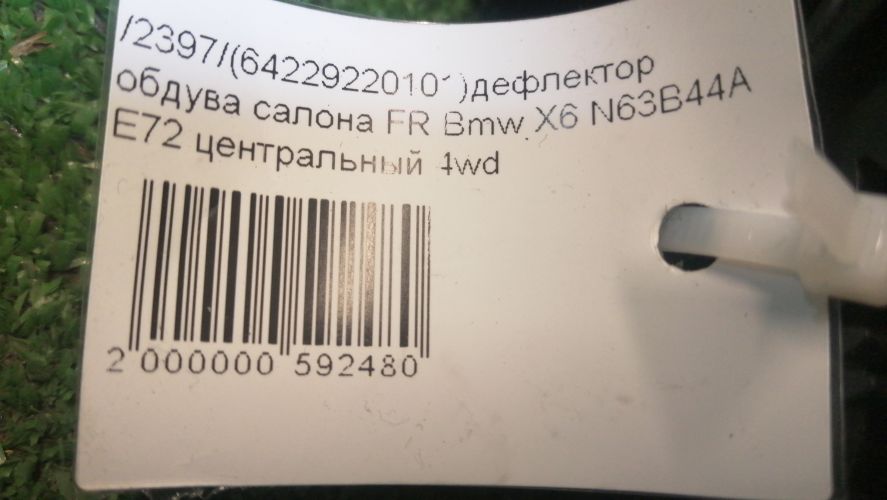 /2397/(64229220101)дефлектор
обдува салона FR Bmw X6 N63B44A
E72 центральный 4wd
2 000000 592480